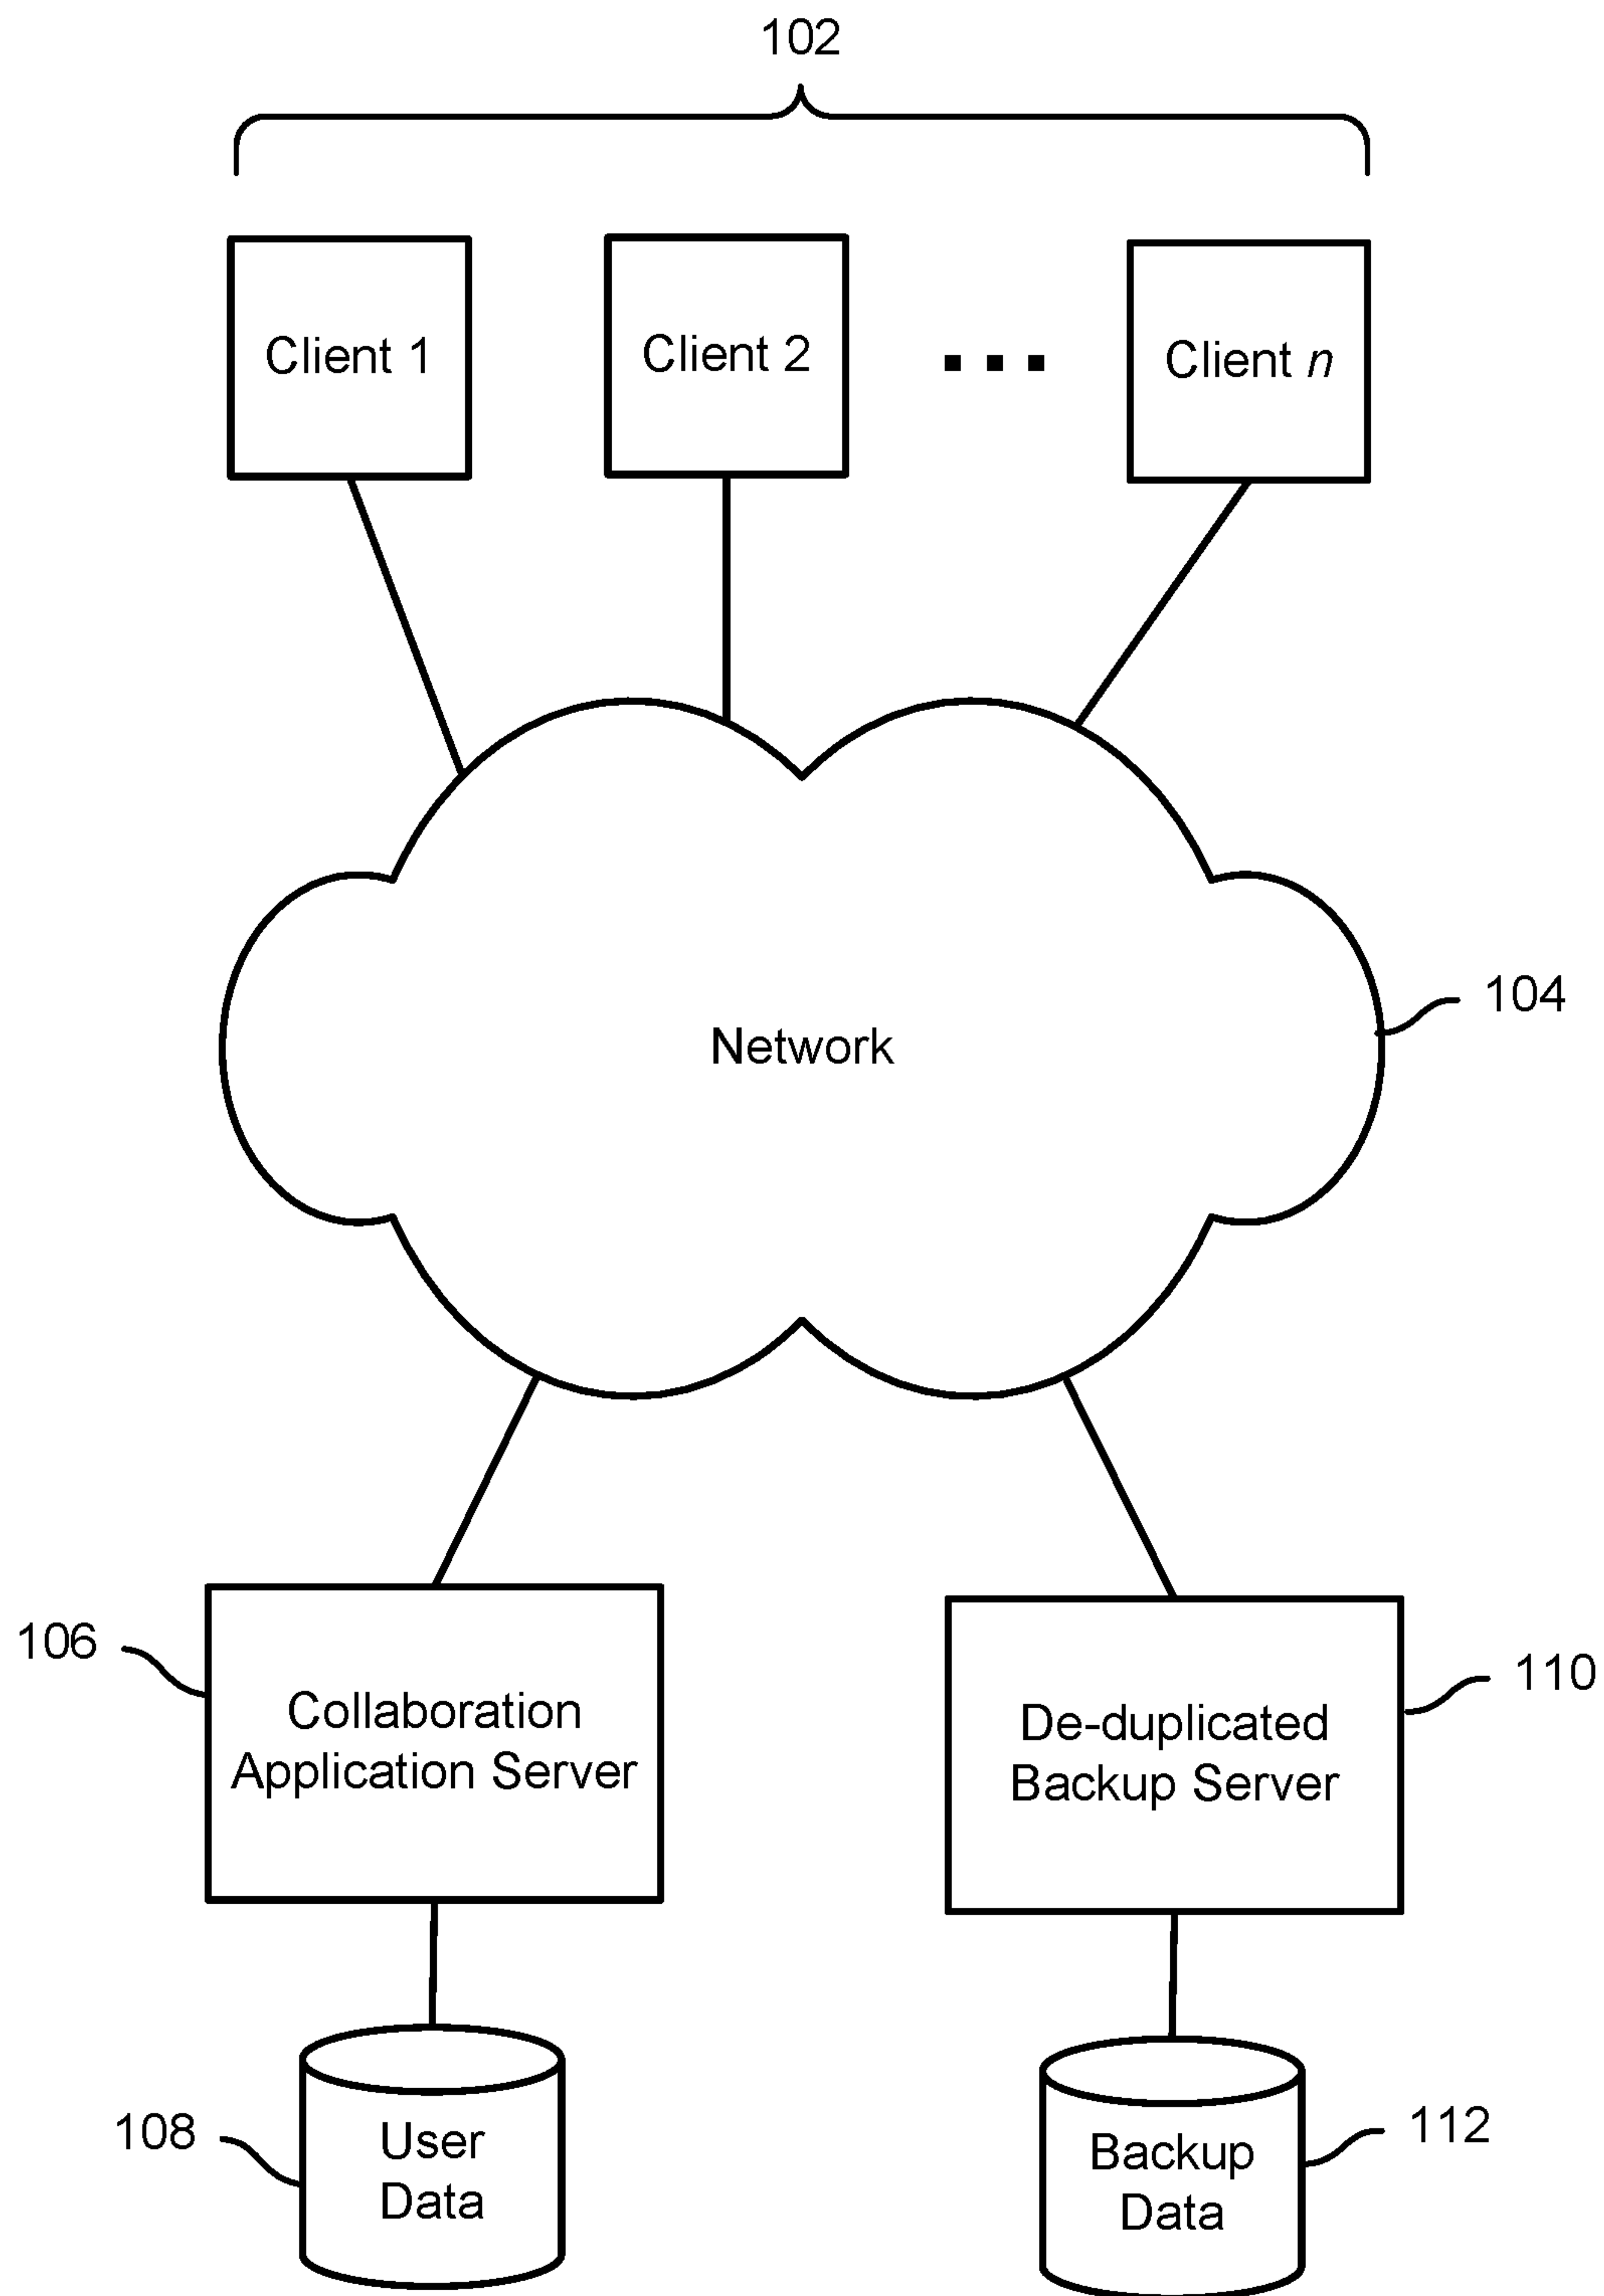 102
Client 1
Client 2
Client n
104
Network
106
Collaboration
Application Server
110
De-duplicated
Backup Server
108
User
Data
112
Backup
Data